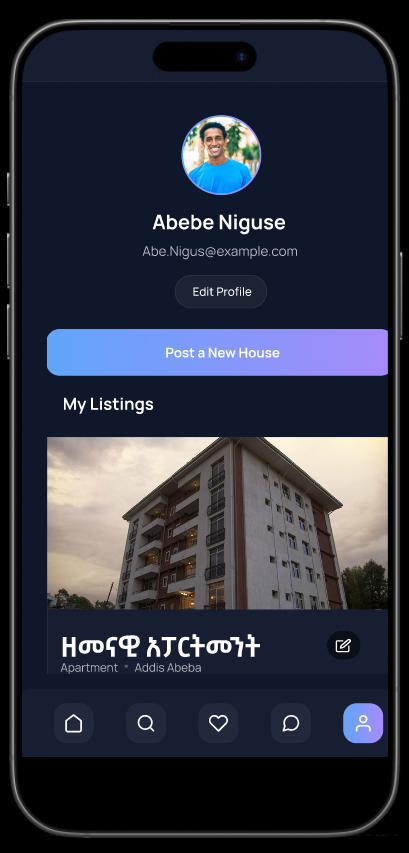 Abebe Niguse
Abe.Nigus@example.com
Edit Profile
Post a New House
My Listings
ዘመናዊ አፓርትመንት
Apartment • Addis Abeba